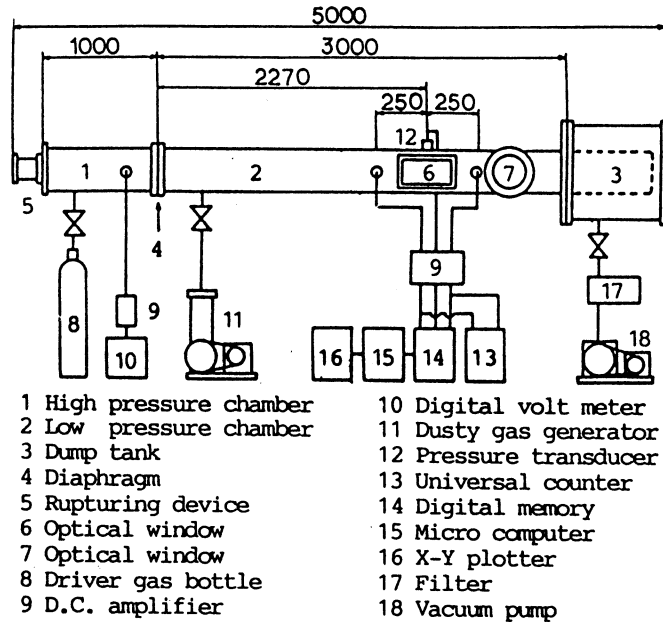 5000
1000
3000
2270
250
250
12
1
2
6
7
3
5
4
9
17
8
9
11
18
10
16
15
14
13
1 High pressure chamber
2 Low pressure chamber
3 Dump tank
4 Diaphragm
5 Rupturing device
6 Optical window
7 Optical window
8 Driver gas bottle
9 D.C. amplifier
10 Digital volt meter
11 Dusty gas generator
12 Pressure transducer
13 Universal counter
14 Digital memory
15 Micro computer
16 X-Y plotter
17 Filter
18 Vacuum pump